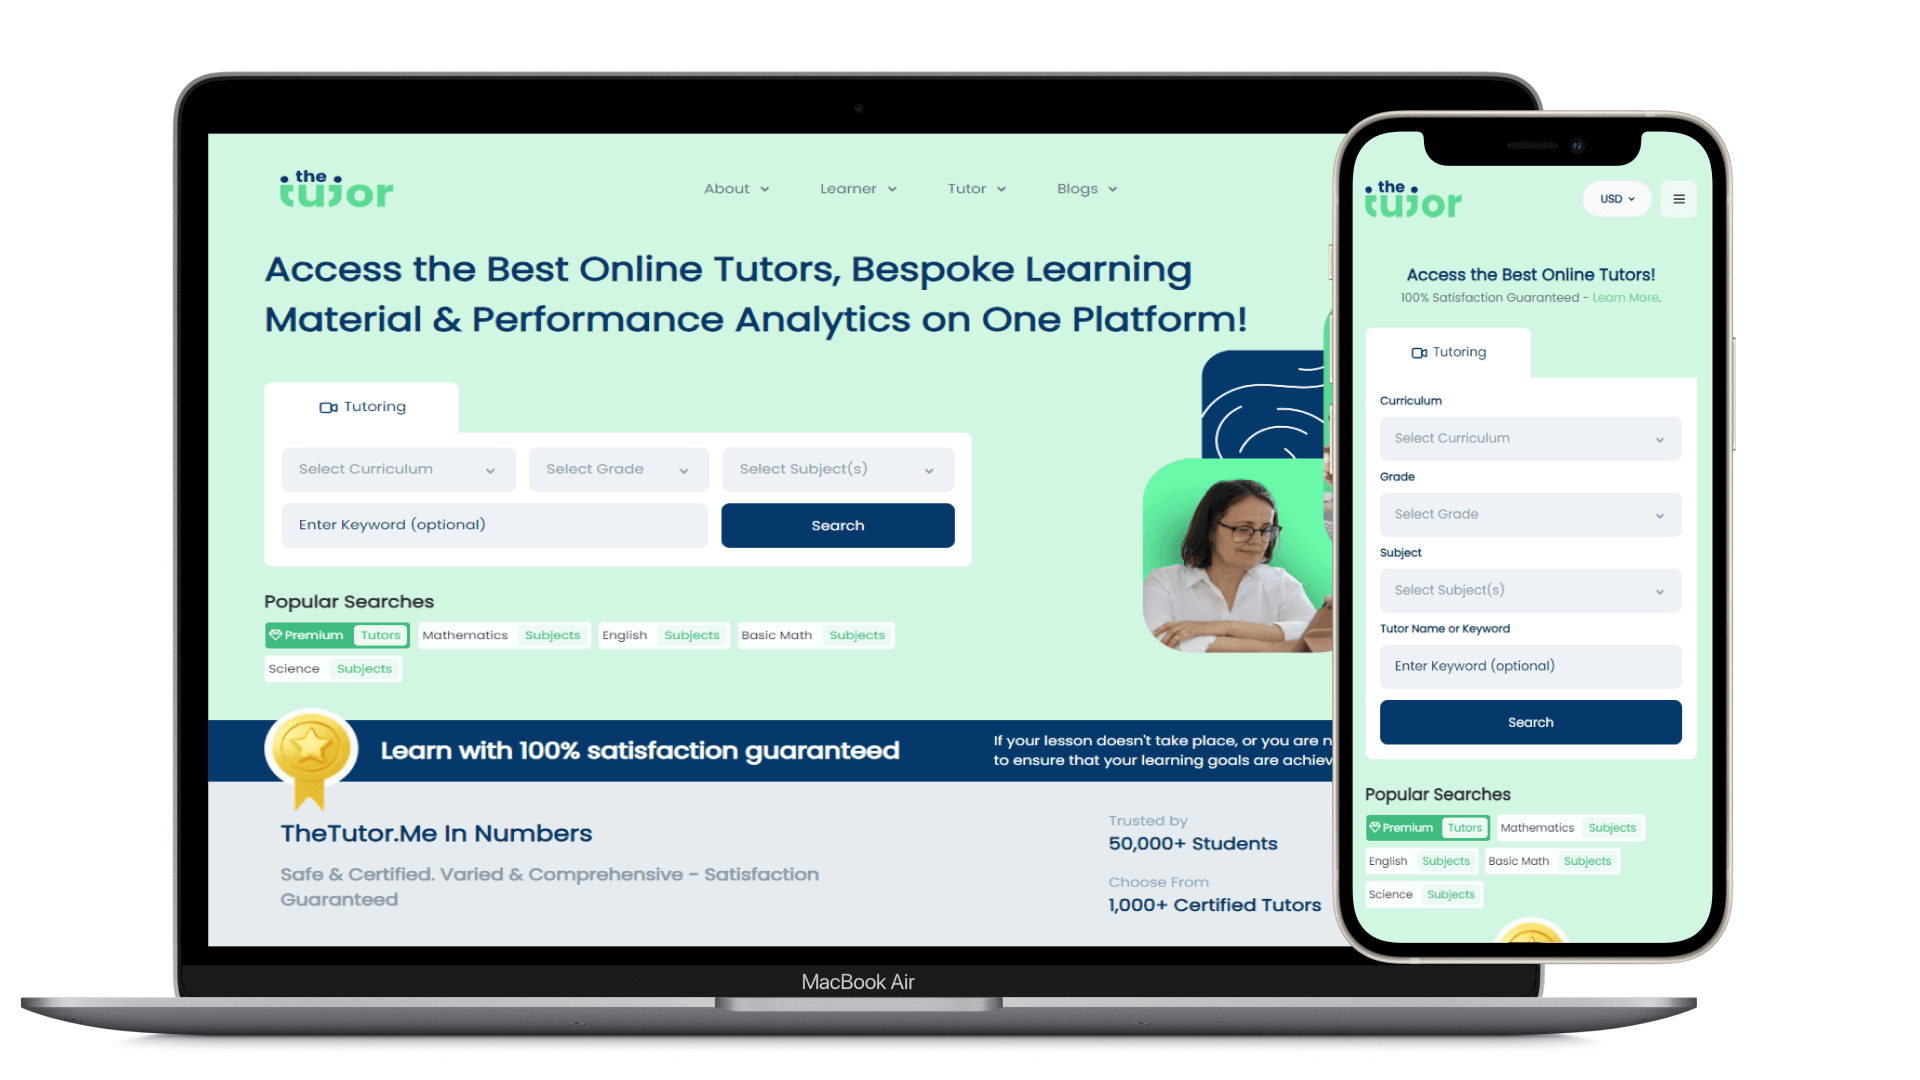 the
tutor
About
Learner
Tutor
Blogs
Access the Best Online Tutors, Bespoke Learning
Material & Performance Analytics on One Platform!
Tutoring
Select Curriculum
Select Grade
Select Subject(s)
Enter Keyword (optional)
Search
Popular Searches
Premium Tutors
Mathematics Subjects
English Subjects
Basic Math Subjects
Science Subjects
Learn with 100% satisfaction guaranteed
If your lesson doesn't take place, or you are
to ensure that your learning goals are
TheTutor.Me In Numbers
Safe & Certified. Varied & Comprehensive - Satisfaction
Guaranteed
Trusted by
50,000+ Students
Choose From
1,000+ Certified Tutors
MacBook Air
the
tutor
USD
Access the Best Online Tutors!
100% Satisfaction Guaranteed - Learn More.
Tutoring
Curriculum
Select Curriculum
Grade
Select Grade
Subject
Select Subject(s)
Tutor Name or Keyword
Enter Keyword (optional)
Search
Popular Searches
Premium Tutors
Mathematics Subjects
English Subjects
Basic Math Subjects
Science Subjects